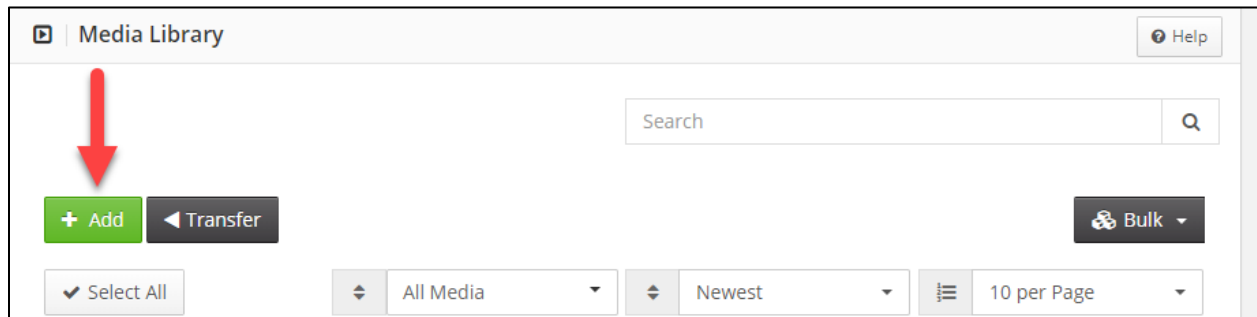 Media Library
Help
Search
Add
Transfer
Bulk
Select All
All Media
Newest
10 per Page